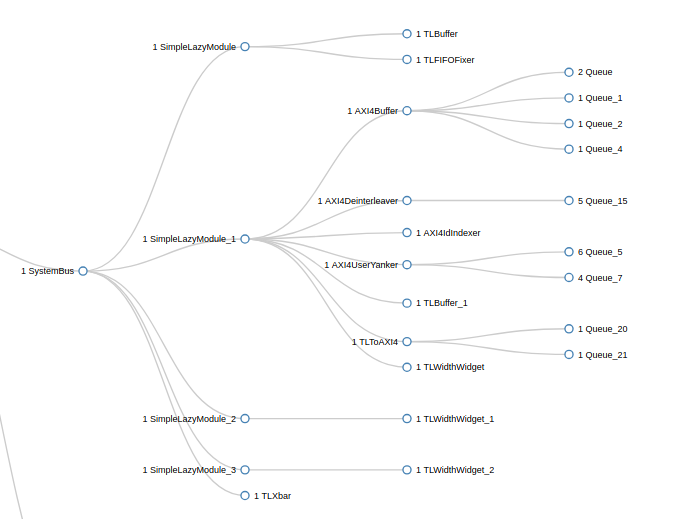 1 TLBuffer
1 SimpleLazyModule
1 TLFIFOFixer
2 Queue
1 Queue_1
1 AXI4Buffer
1 Queue_2
1 Queue_4
1 AXI4Deinterleaver
5 Queue_15
1 AXI4IdIndexer
1 SimpleLazyModule_1
6 Queue_5
1 AXI4UserYanker
1 SystemBus
4 Queue_7
1 TLBuffer_1
1 Queue_20
1 TLToAXI4
1 Queue_21
1 TLWidthWidget
1 SimpleLazyModule_2
1 TLWidthWidget_1
1 SimpleLazyModule_3
1 TLWidthWidget_2
1 TLXbar